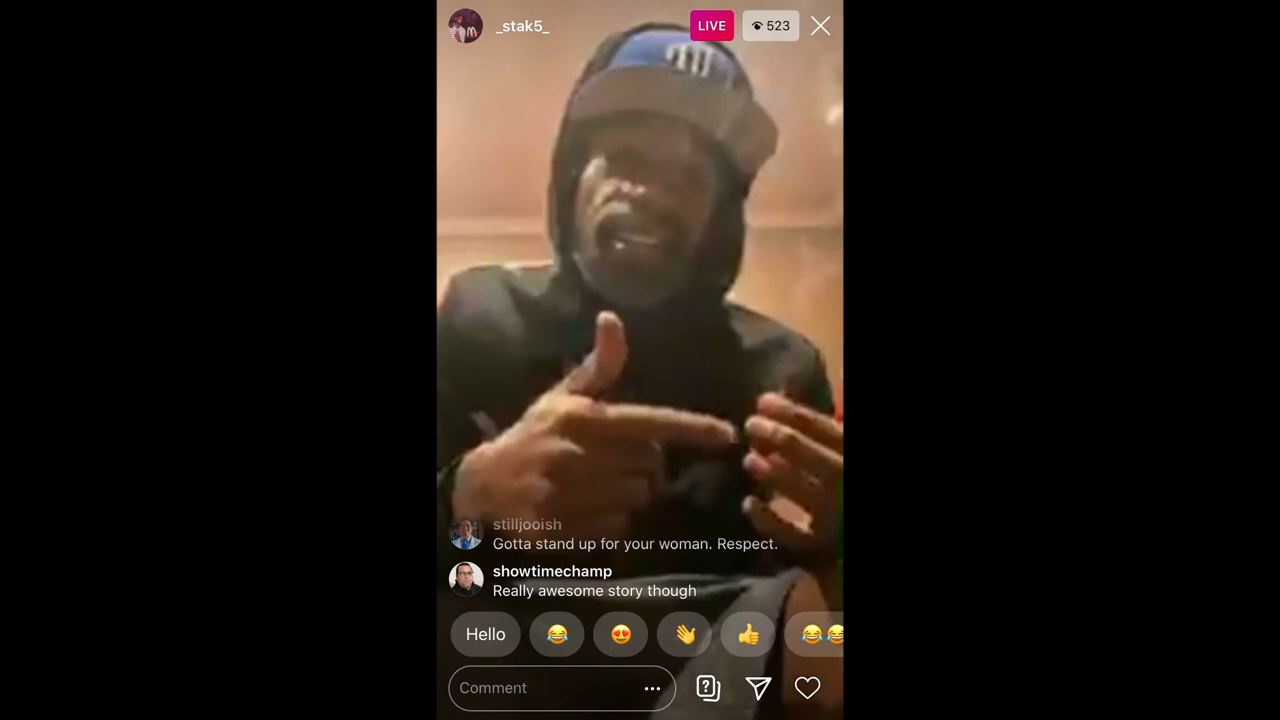 _stak5_
LIVE
523
stilljooish
Gotta stand up for your woman. Respect.
showtimechamp
Really awesome story though
Hello
Comment